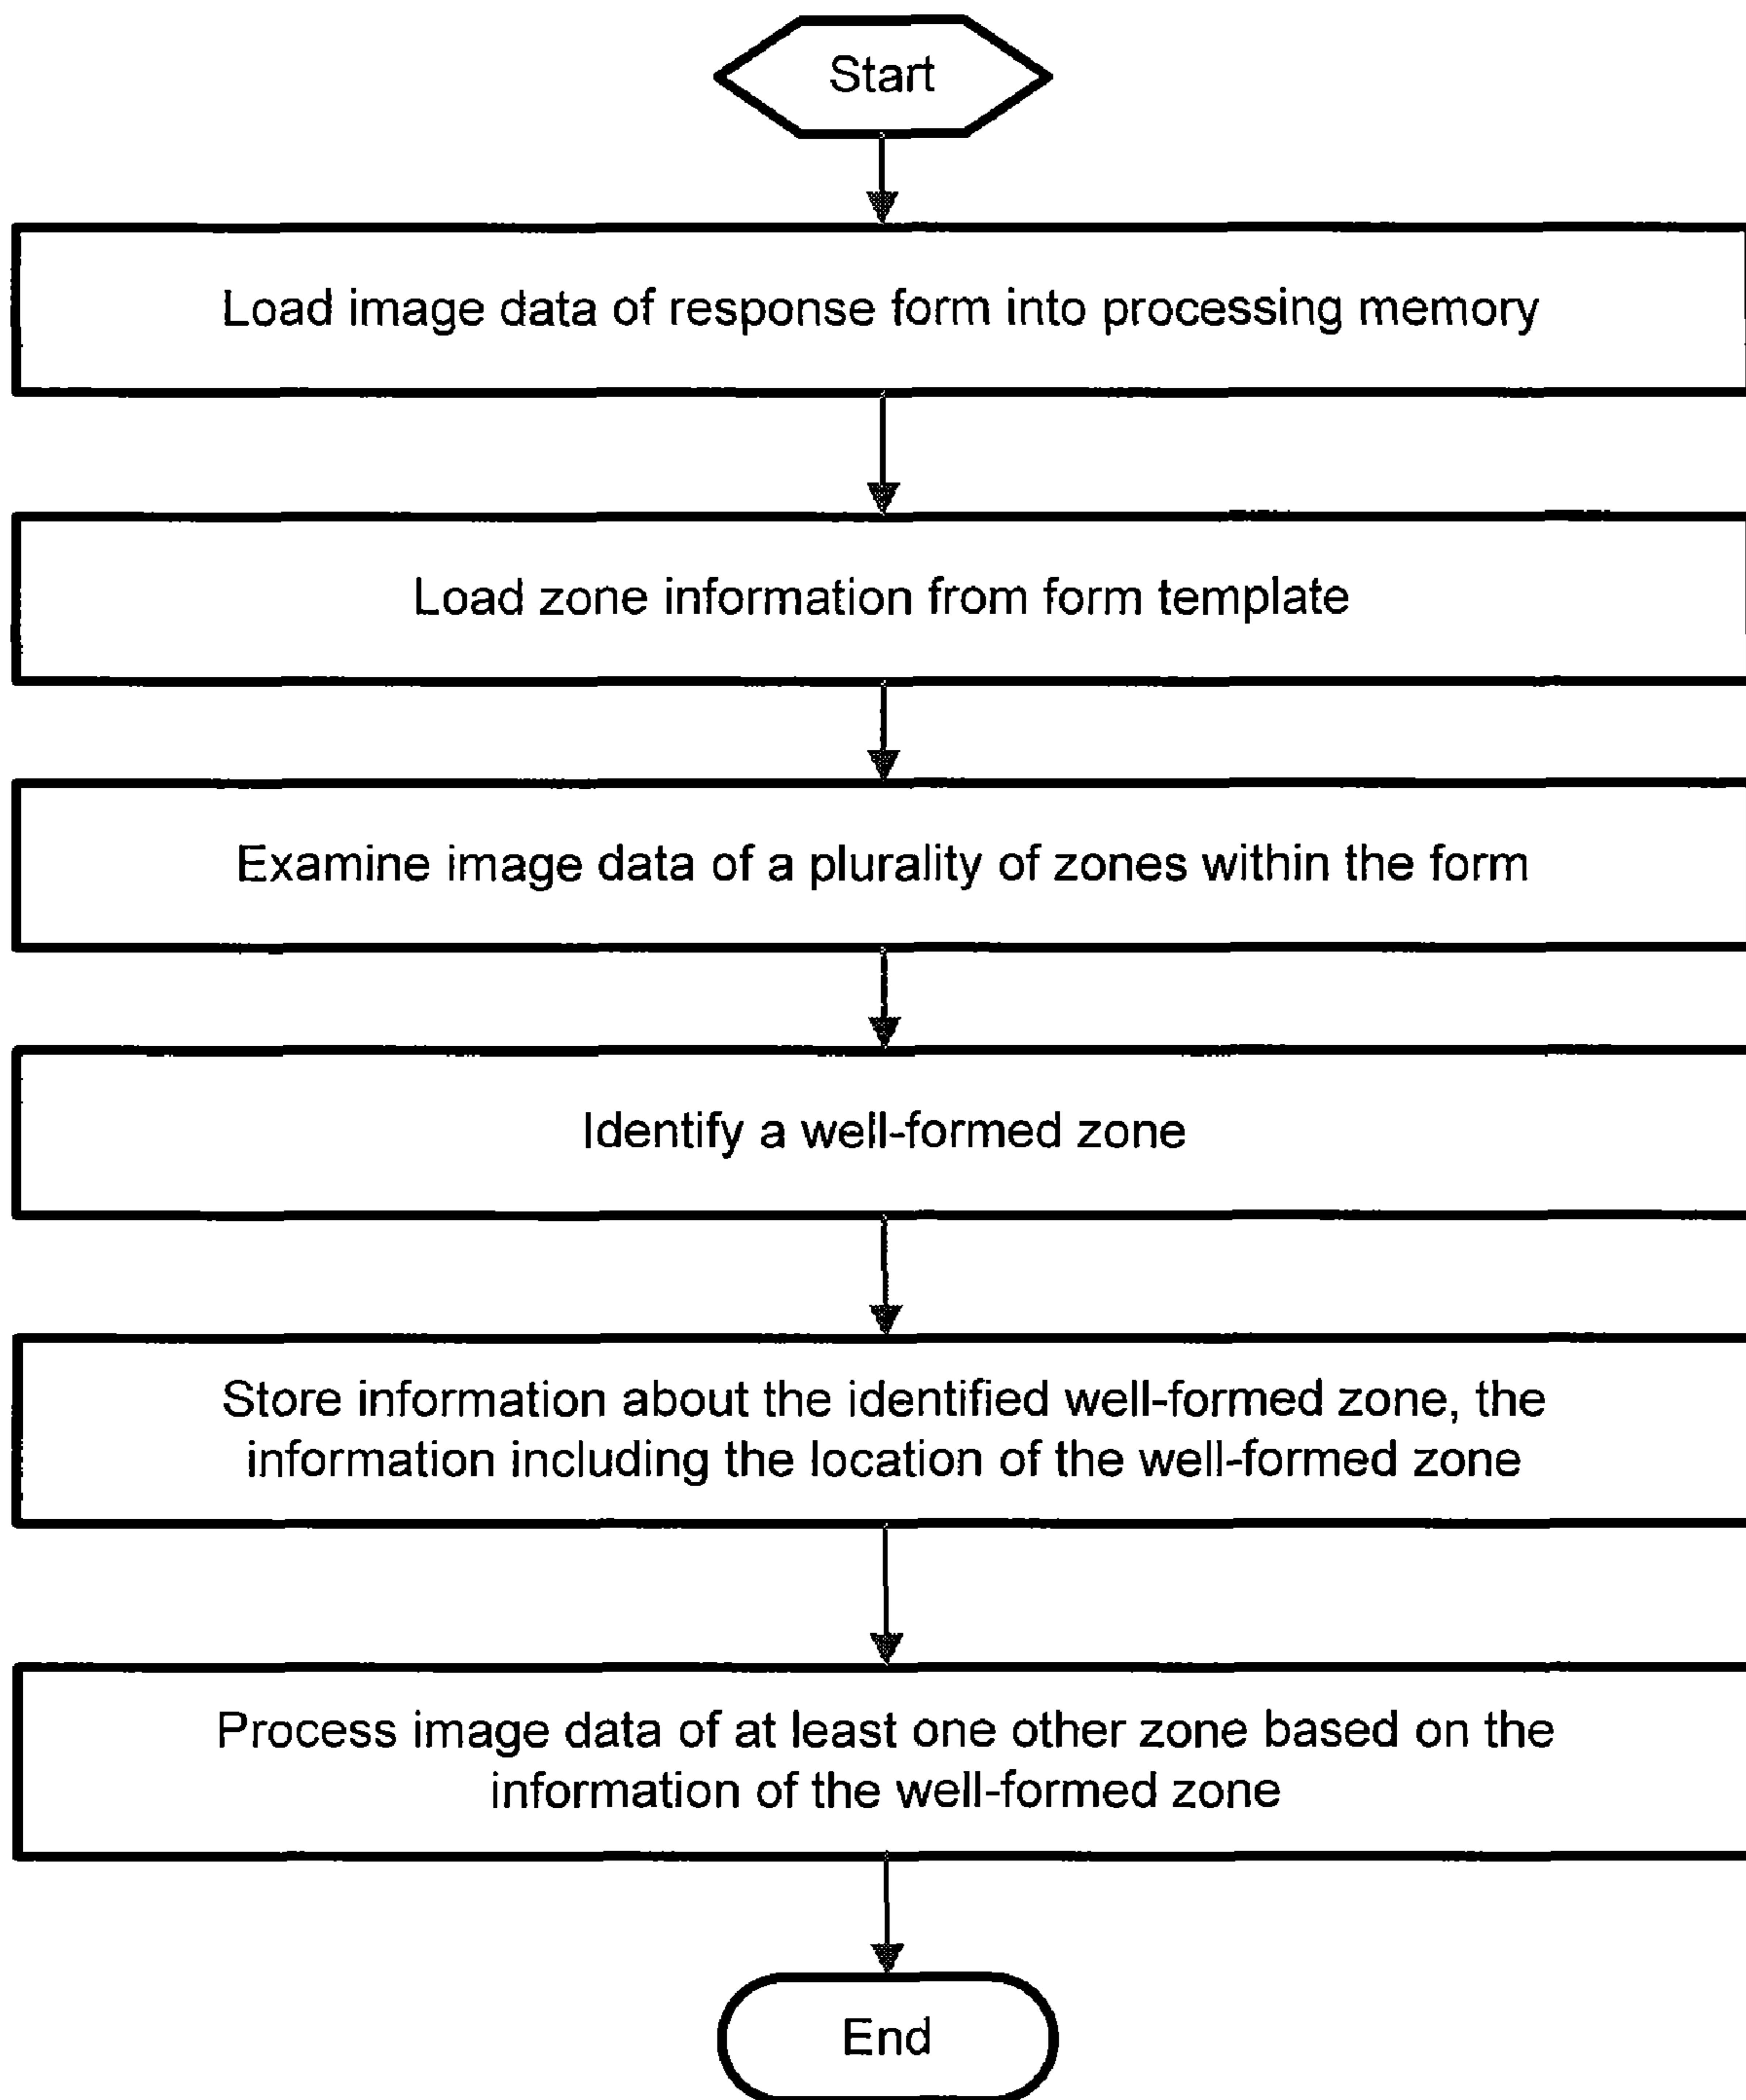 Start
Load image data of response form into processing memory
Load zone information from form template
Examine image data of a plurality of zones within the form
Identify a well-formed zone
Store information about the identified well-formed zone, the
information including the location of the well-formed zone
Process image data of at least one other zone based on the
information of the well-formed zone
End